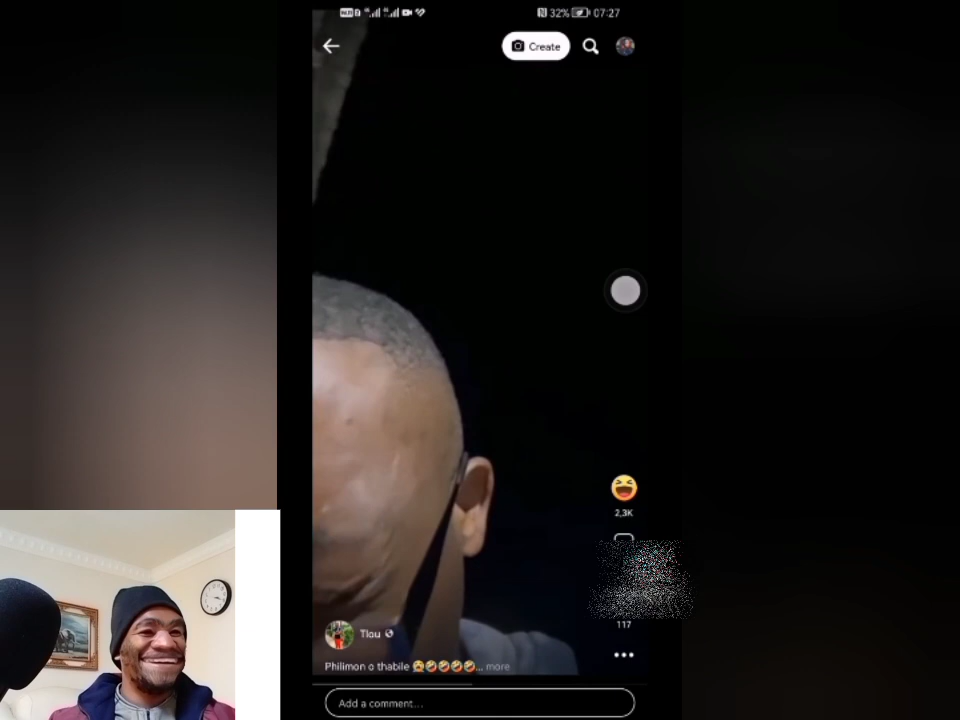 32% 07:27
Create
2,3K
117
Tlou
Philimon o thabile 😭🤣🤣🤣🤣... more
Add a comment...